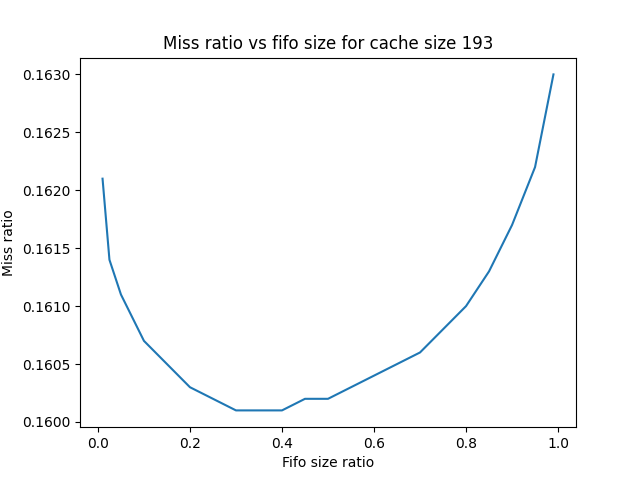 Miss ratio vs fifo size for cache size 193
0.1630
0.1625
0.1620
0.1615
0.1610
0.1605
0.1600
Miss ratio
0.0 0.2 0.4 0.6 0.8 1.0
Fifo size ratio